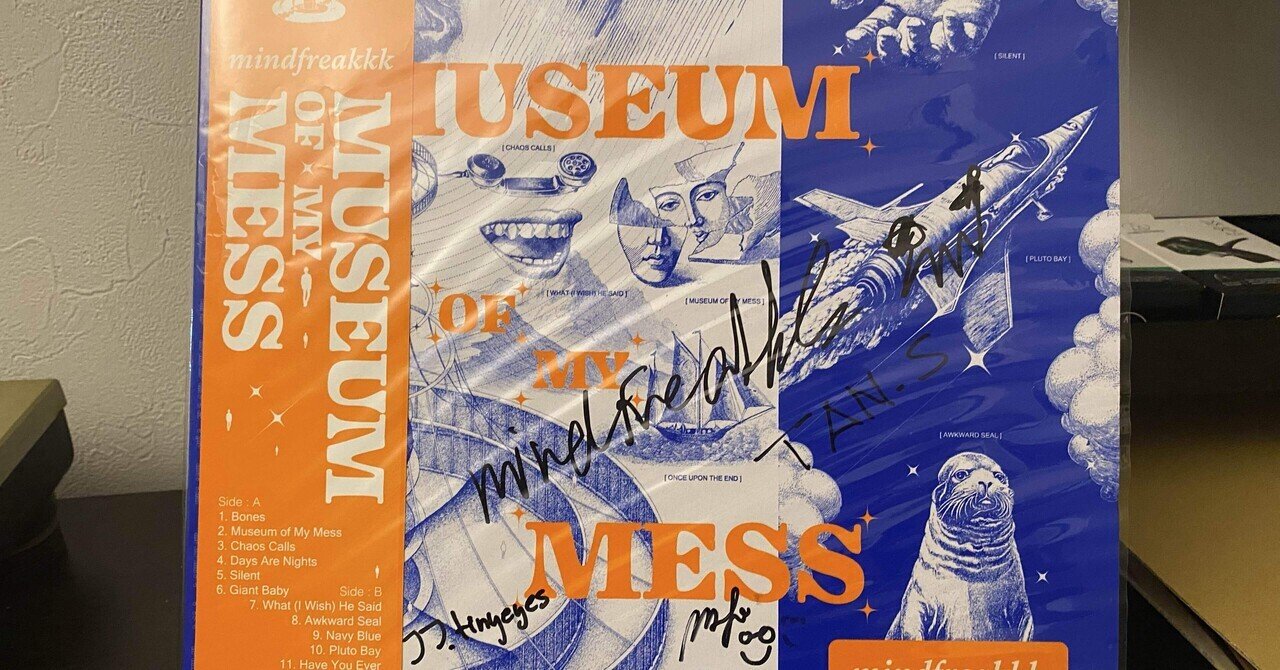 mindfreakkk
MUSEUM
OF MY
MESS
Side : A
1. Bones
2. Museum of My Mess
3. Chaos Calls
4. Days Are Nights
5. Silent
6. Giant Baby
Side : B
7. What (I Wish) He Said
8. Awkward Seal
9. Navy Blue
10. Pluto Bay
11. Have You Ever
MUSEUM
OF
MY
MESS
[ SILENT ]
[ CHAOS CALLS ]
[ WHAT (I WISH) HE SAID ]
[ MUSEUM OF MY MESS ]
[ PLUTO BAY ]
[ AWKWARD SEAL ]
[ ONCE UPON THE END ]
mindfreakkk
TAN.S
J.J. tinyeyes
mindfreakkk